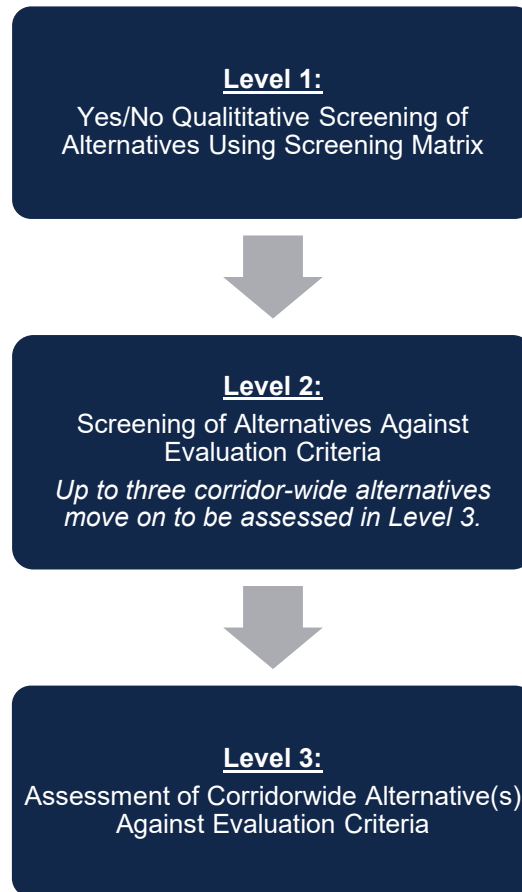 Level 1:
Yes/No Qualititative Screening of
Alternatives Using Screening Matrix
Level 2:
Screening of Alternatives Against
Evaluation Criteria
Up to three corridor-wide alternatives
move on to be assessed in Level 3.
Level 3:
Assessment of Corridorwide Alternative(s)
Against Evaluation Criteria